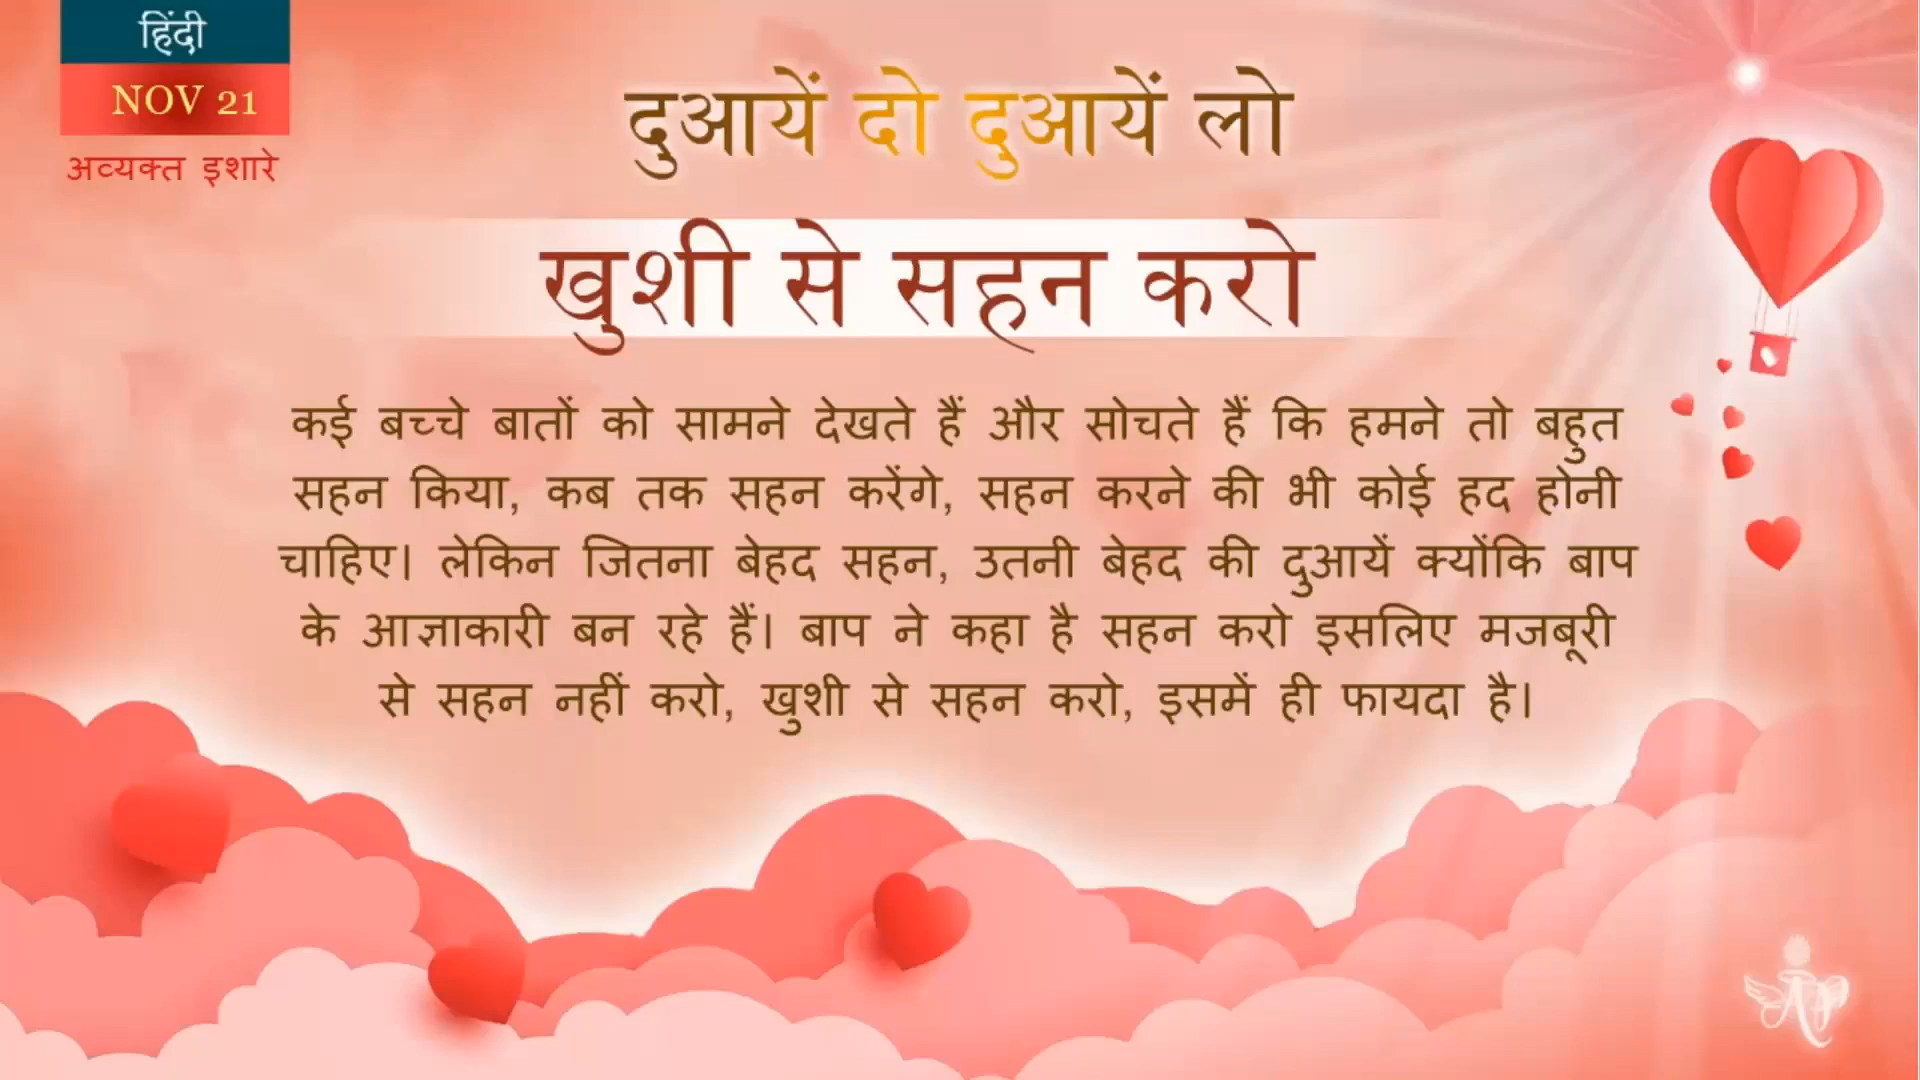 हिंदी
NOV 21
अव्यक्त इशारे
दुआयें दो दुआयें लो
खुशी से सहन करो
कई बच्चे बातों को सामने देखते हैं और सोचते हैं कि हमने तो बहुत
सहन किया, कब तक सहन करेंगे, सहन करने की भी कोई हद होनी
चाहिए। लेकिन जितना बेहद सहन, उतनी बेहद की दुआयें क्योंकि बाप
के आज्ञाकारी बन रहे हैं। बाप ने कहा है सहन करो इसलिए मजबूरी
से सहन नहीं करो, खुशी से सहन करो, इसमें ही फायदा है।